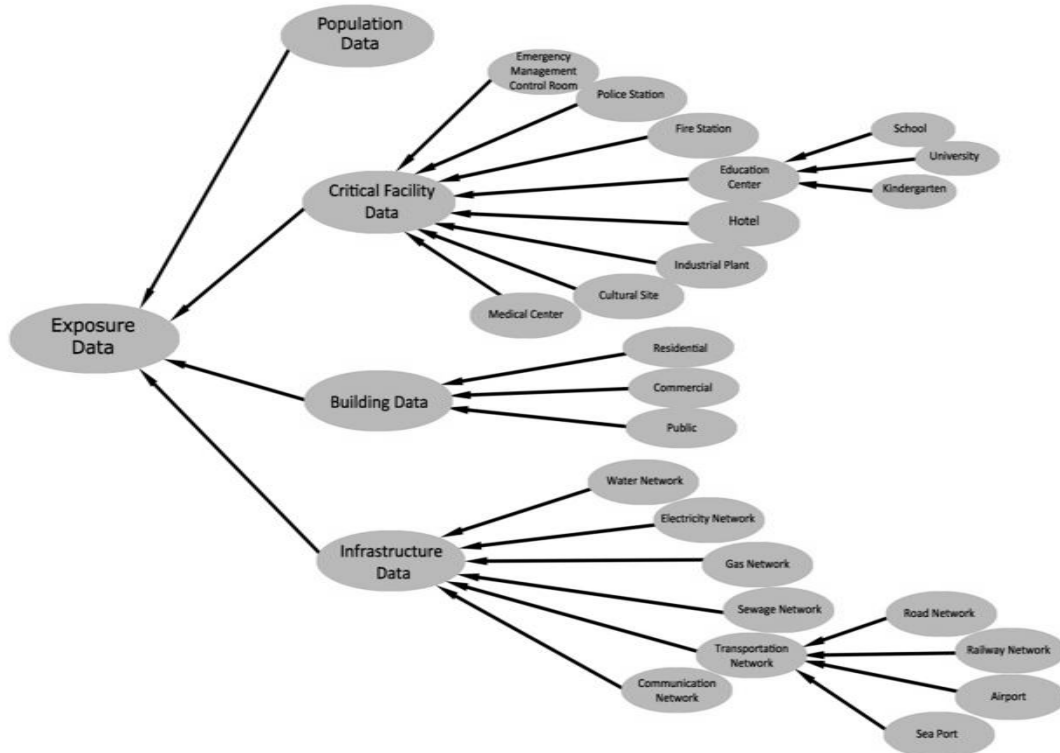 Population
Data
Emergency
Management
Control Room
Police Station
Fire Station
School
University
Education
Center
Kindergarten
Critical Facility
Data
Hotel
Industrial Plant
Cultural Site
Medical Center
Exposure
Data
Residential
Building Data
Commercial
Public
Water Network
Electricity Network
Infrastructure
Data
Gas Network
Sewage Network
Road Network
Transportation
Network
Railway Network
Communication
Network
Airport
Sea Port